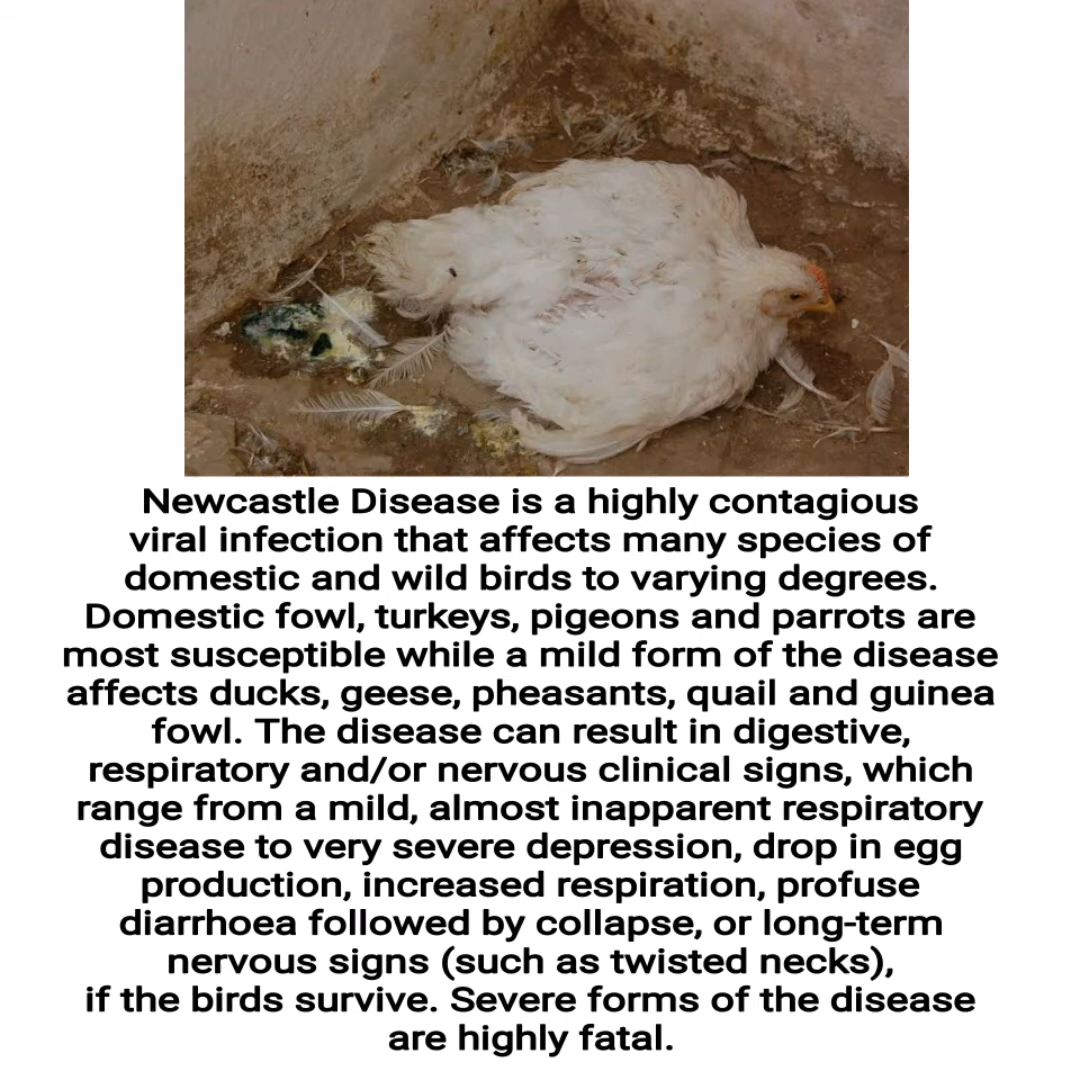 Newcastle Disease is a highly contagious
viral infection that affects many species of
domestic and wild birds to varying degrees.
Domestic fowl, turkeys, pigeons and parrots are
most susceptible while a mild form of the disease
affects ducks, geese, pheasants, quail and guinea
fowl. The disease can result in digestive,
respiratory and/or nervous clinical signs, which
range from a mild, almost inapparent respiratory
disease to very severe depression, drop in egg
production, increased respiration, profuse
diarrhoea followed by collapse, or long-term
nervous signs (such as twisted necks),
if the birds survive. Severe forms of the disease
are highly fatal.